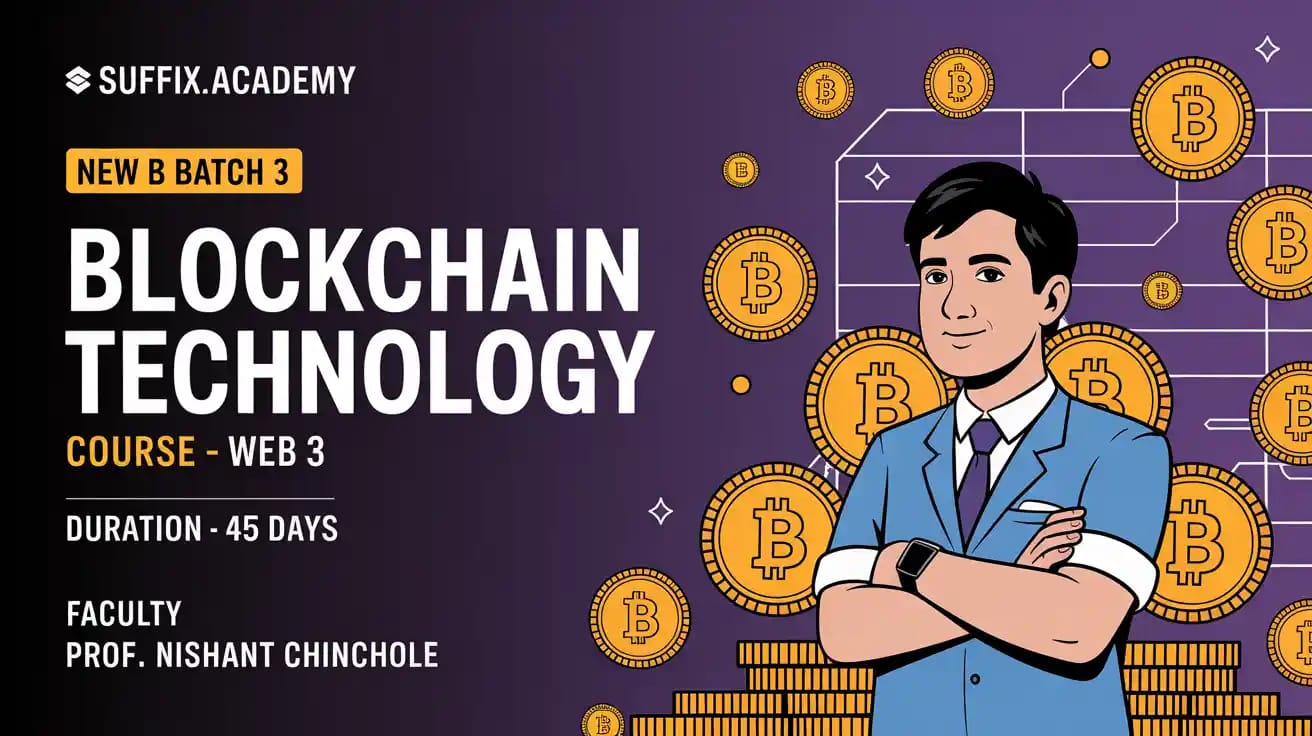 SUFFIX.ACADEMY
NEW B BATCH 3
BLOCKCHAIN
TECHNOLOGY
COURSE - WEB 3
DURATION - 45 DAYS
FACULTY
PROF. NISHANT CHINCHOLE